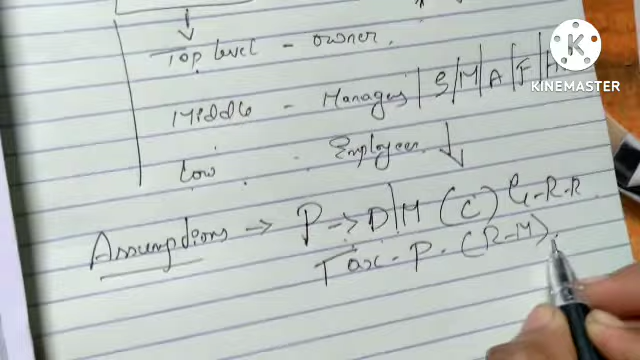 Top level - owner.
Middle - Manager | S | M | A | F | H
KINEMASTER
Low . . Employees
Assumptions → P → D | M (C) L-R-R
Tax - P - (R-M).